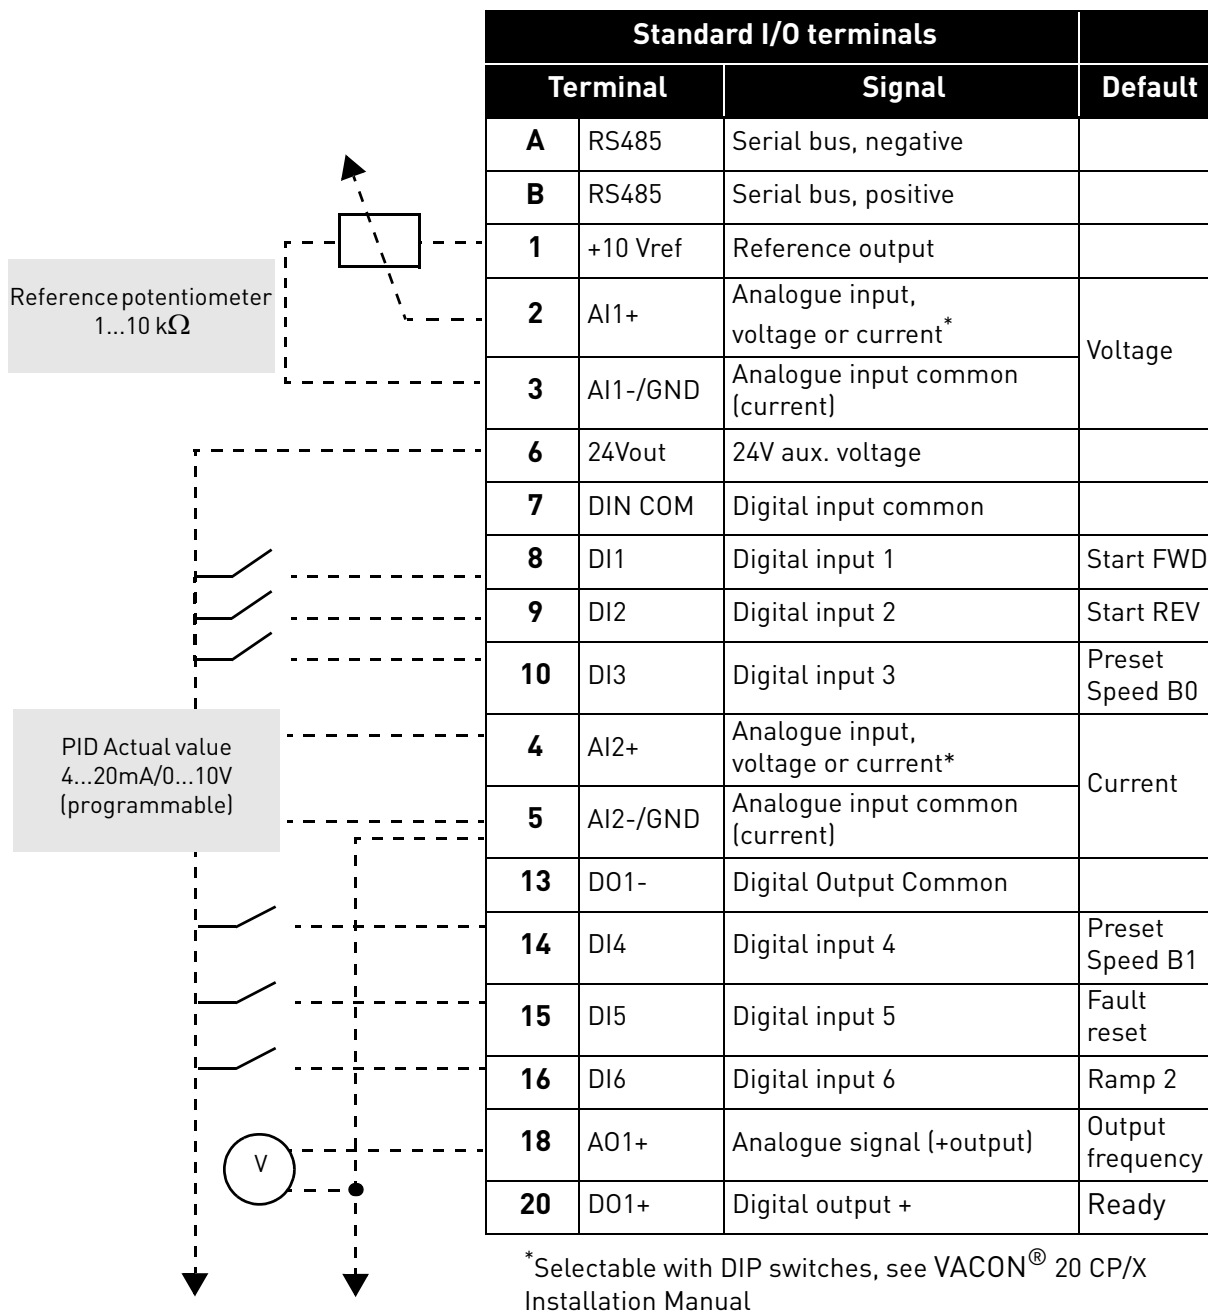 Standard I/O terminals
Terminal Signal Default
A RS485 Serial bus, negative
B RS485 Serial bus, positive
1 +10 Vref Reference output
Reference potentiometer
1...10 kΩ
2 AI1+ Analogue input,
voltage or current*
Voltage
3 AI1-/GND Analogue input common
(current)
6 24Vout 24V aux. voltage
7 DIN COM Digital input common
8 DI1 Digital input 1 Start FWD
9 DI2 Digital input 2 Start REV
10 DI3 Digital input 3 Preset
Speed B0
PID Actual value
4...20mA/0...10V
(programmable)
4 AI2+ Analogue input,
voltage or current*
Current
5 AI2-/GND Analogue input common
(current)
13 DO1- Digital Output Common
14 DI4 Digital input 4 Preset
Speed B1
15 DI5 Digital input 5 Fault
reset
16 DI6 Digital input 6 Ramp 2
V
18 AO1+ Analogue signal (+output) Output
frequency
20 DO1+ Digital output + Ready
*Selectable with DIP switches, see VACON® 20 CP/X
Installation Manual